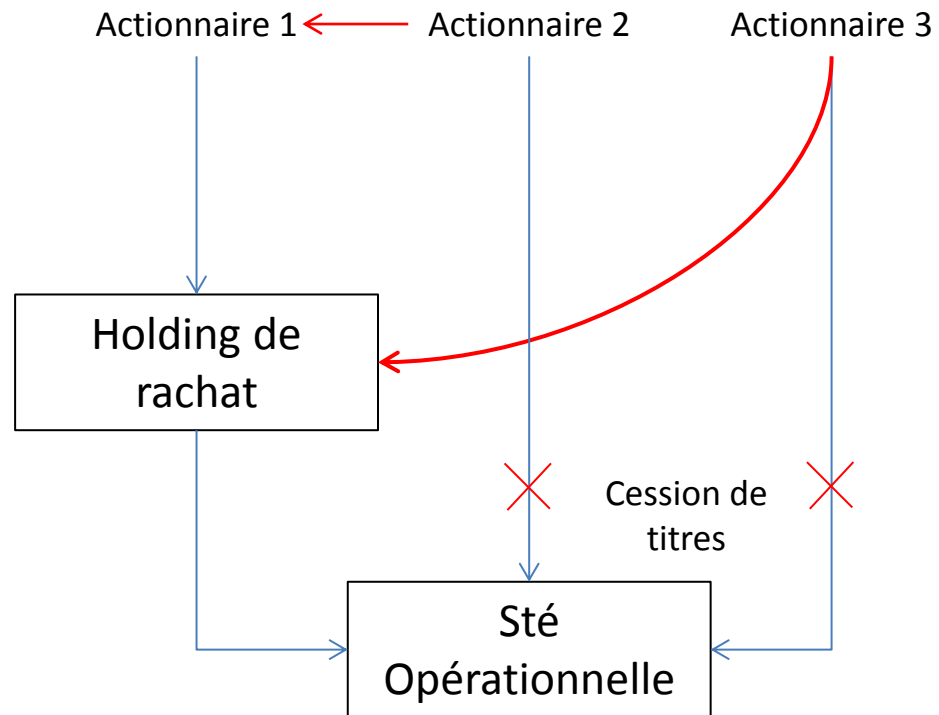 Actionnaire 1
Actionnaire 2
Actionnaire 3
Holding de
rachat
Cession de
titres
Sté
Opérationnelle